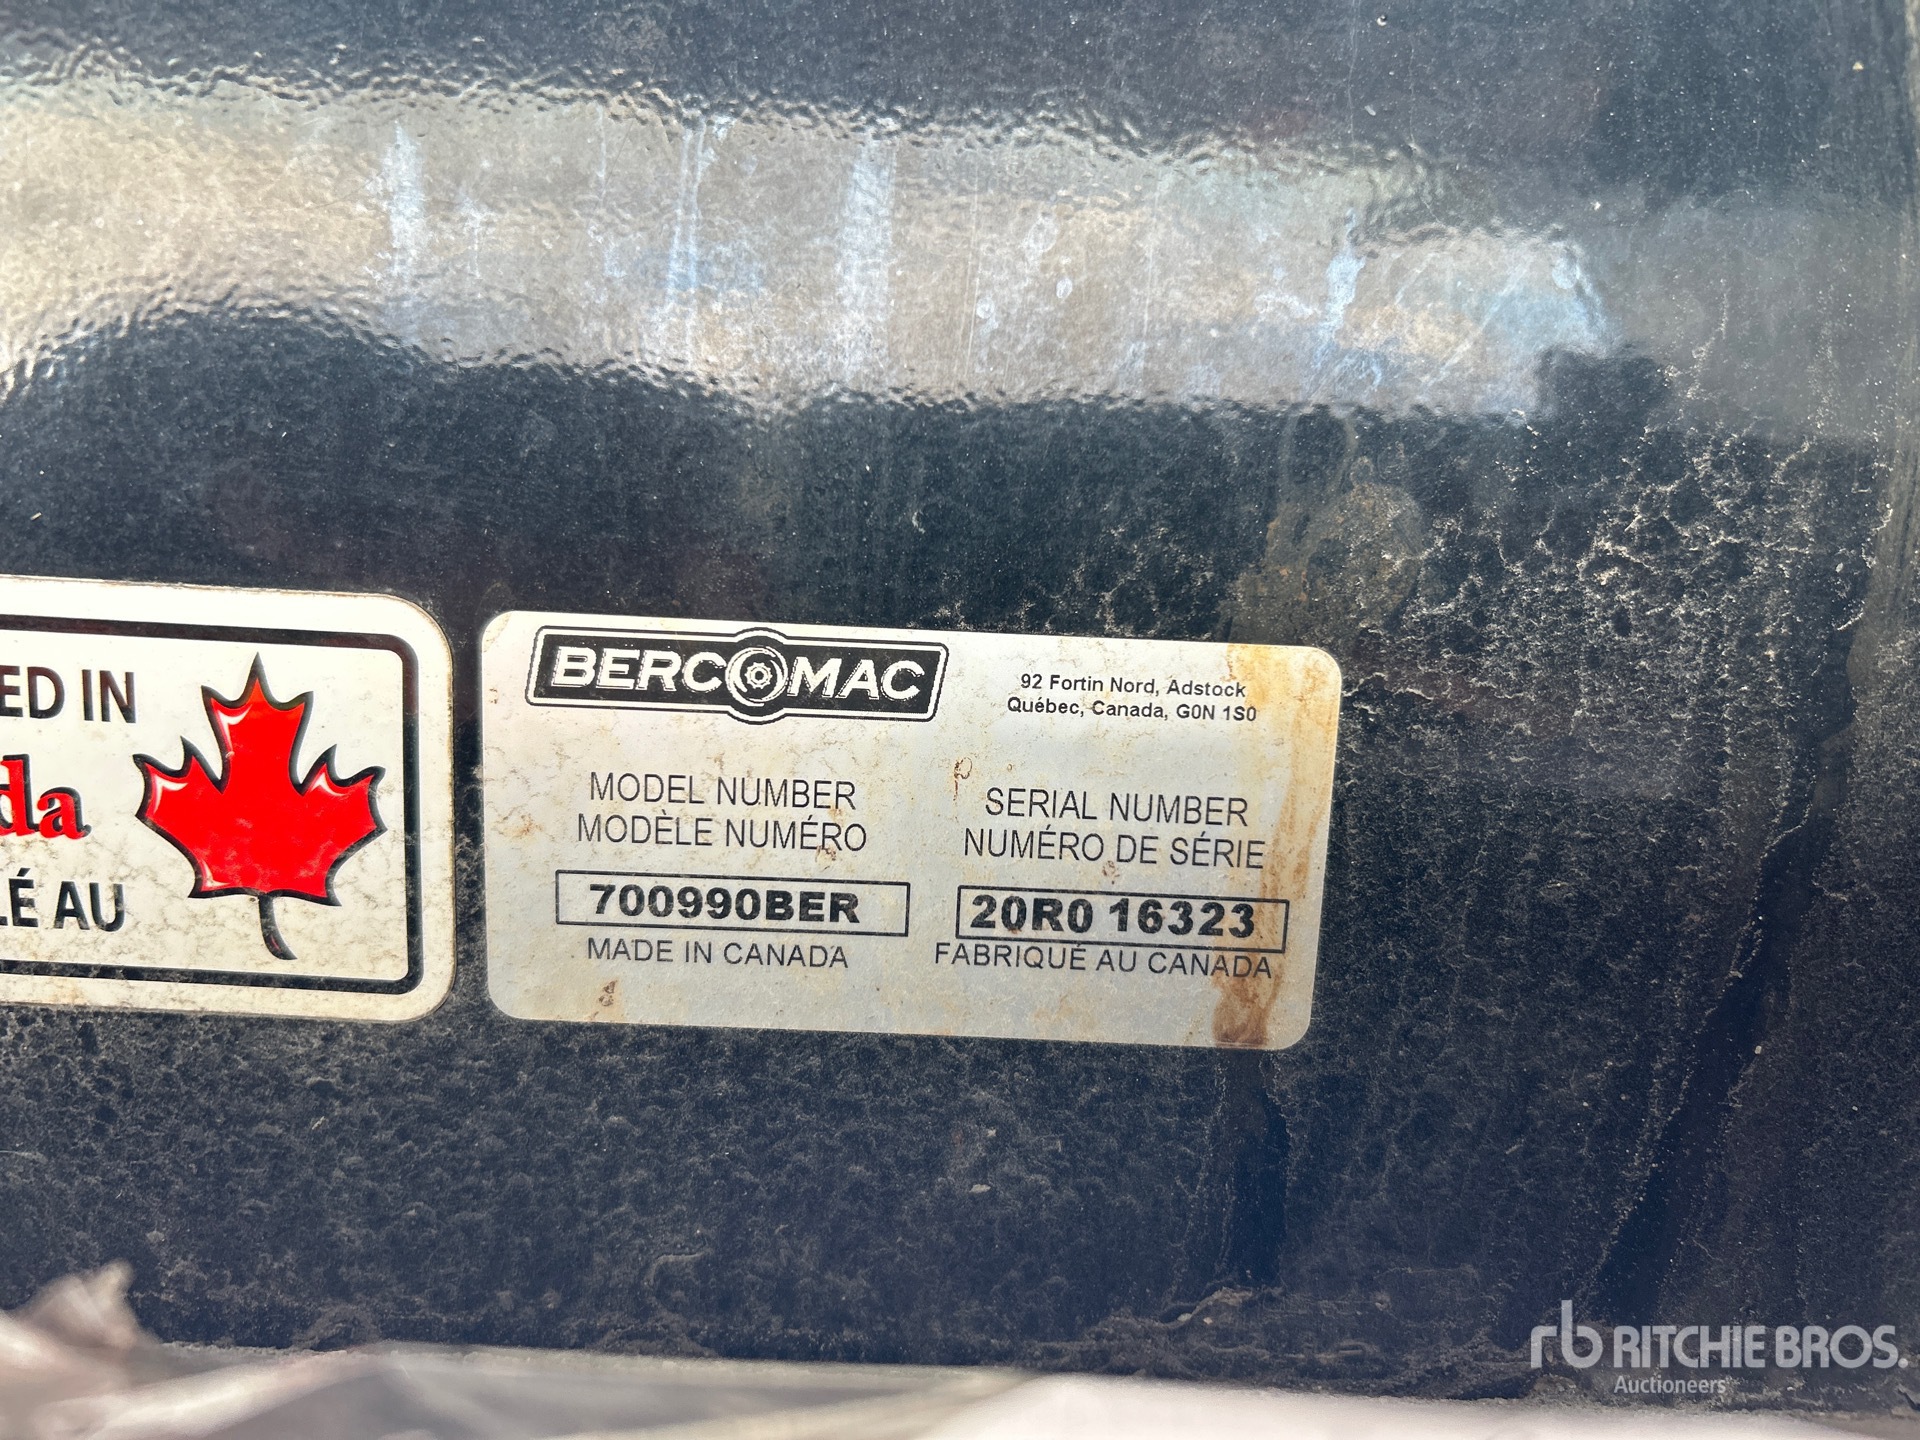 ED IN
da
LÉ AU
BERCOMAC
92 Fortin Nord, Adstock
Québec, Canada, G0N 1S0
MODEL NUMBER
MODÈLE NUMÉRO
700990BER
MADE IN CANADA
SERIAL NUMBER
NUMÉRO DE SÉRIE
20R0 16323
FABRIQUÉ AU CANADA
rb RITCHIE BROS.
Auctioneers